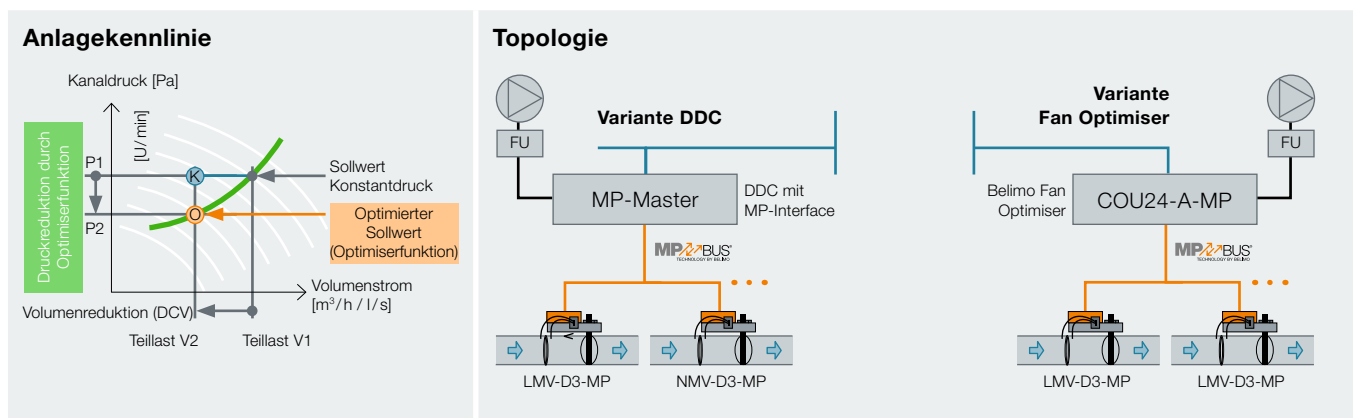 Anlagekennlinie
Kanaldruck [Pa]
[U/min]
Druckreduktion durch
Optimiserfunktion
P1
P2
K
O
Sollwert
Konstantdruck
Optimierter
Sollwert
(Optimiserfunktion)
Volumenstrom
[m³/h / l/s]
Volumenreduktion (DCV)
Teillast V2
Teillast V1
Topologie
Variante DDC
FU
MP-Master
DDC mit
MP-Interface
MP BUS®
TECHNOLOGY BY BELIMO
LMV-D3-MP
NMV-D3-MP
Variante
Fan Optimiser
FU
Belimo Fan
Optimiser
COU24-A-MP
MP BUS®
TECHNOLOGY BY BELIMO
LMV-D3-MP
LMV-D3-MP